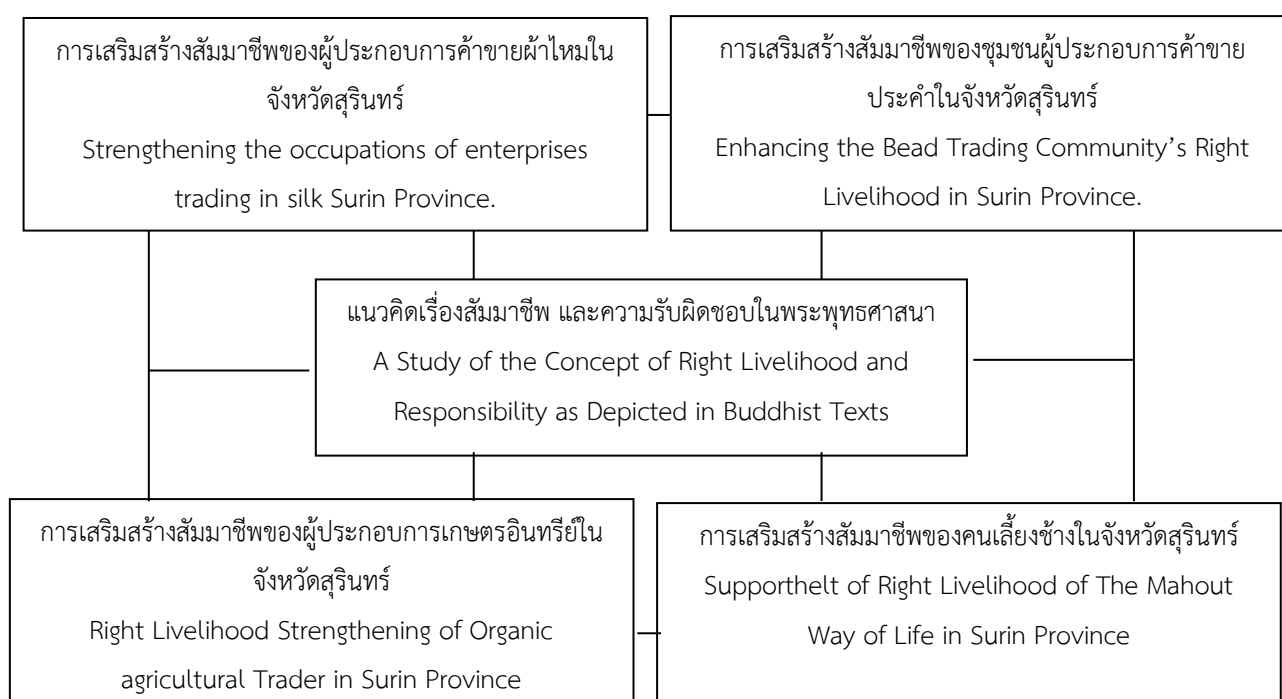 การเสริมสร้างสัมมาชีพของผู้ประกอบการค้าขายผ้าไหมใน
จังหวัดสุรินทร์
Strengthening the occupations of enterprises
trading in silk Surin Province.
การเสริมสร้างสัมมาชีพของชุมชนผู้ประกอบการค้าขาย
ประคำในจังหวัดสุรินทร์
Enhancing the Bead Trading Community’s Right
Livelihood in Surin Province.
แนวคิดเรื่องสัมมาชีพ และความรับผิดชอบในพระพุทธศาสนา
A Study of the Concept of Right Livelihood and
Responsibility as Depicted in Buddhist Texts
การเสริมสร้างสัมมาชีพของผู้ประกอบการเกษตรอินทรีย์ใน
จังหวัดสุรินทร์
Right Livelihood Strengthening of Organic
agricultural Trader in Surin Province
การเสริมสร้างสัมมาชีพของคนเลี้ยงช้างในจังหวัดสุรินทร์
Supporthelt of Right Livelihood of The Mahout
Way of Life in Surin Province